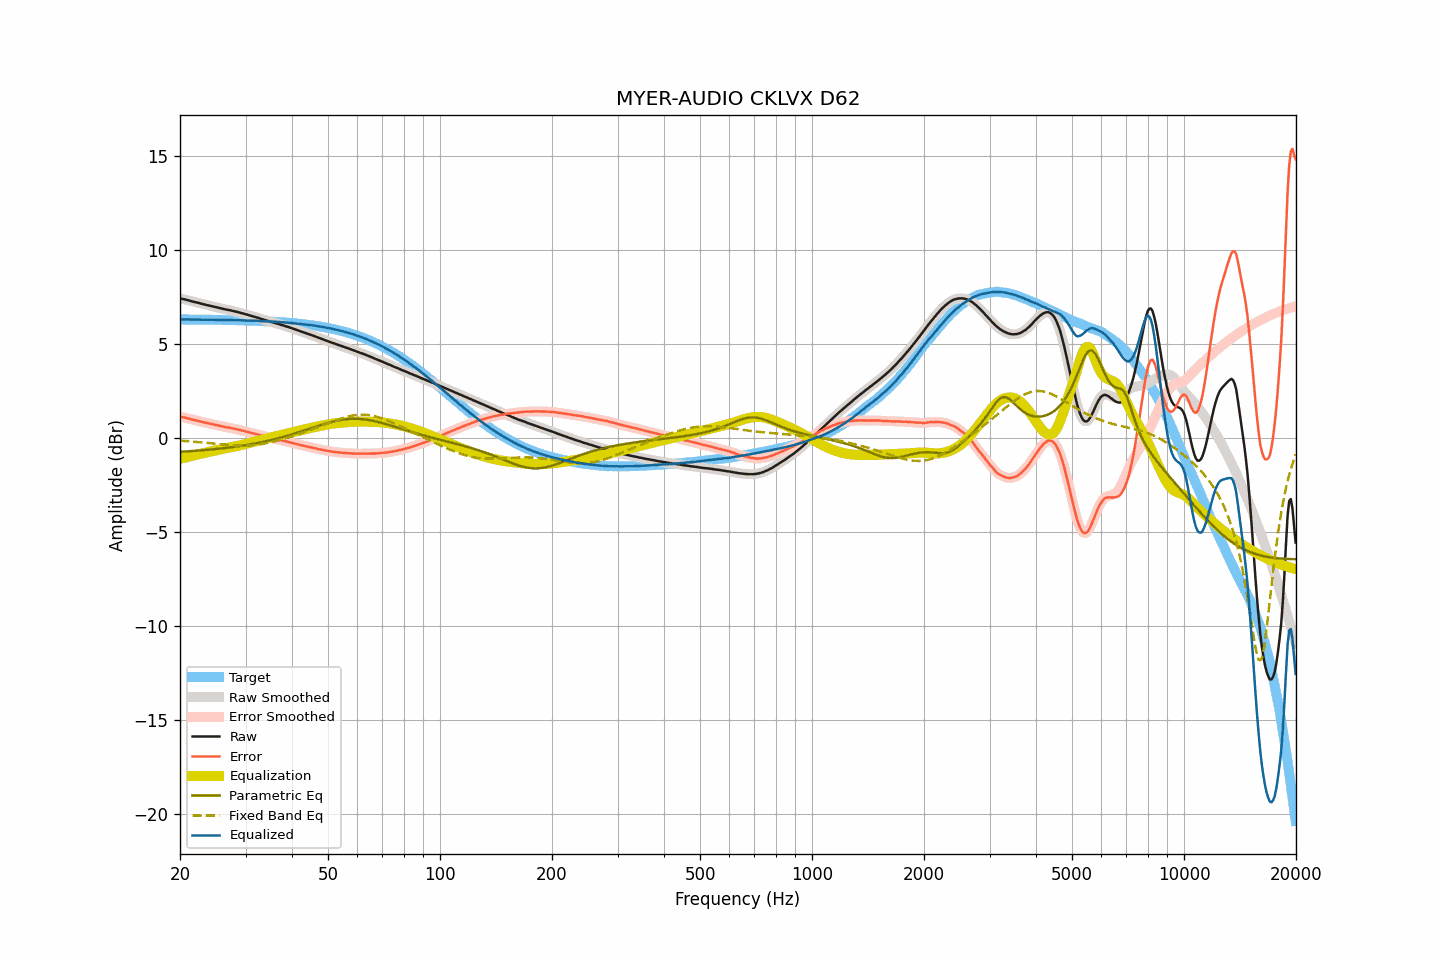 MYER-AUDIO CKLVX D62
Amplitude (dBr)
15
10
5
0
−5
−10
−15
−20
Target
Raw Smoothed
Error Smoothed
Raw
Error
Equalization
Parametric Eq
Fixed Band Eq
Equalized
20 50 100 200 500 1000 2000 5000 10000 20000
Frequency (Hz)